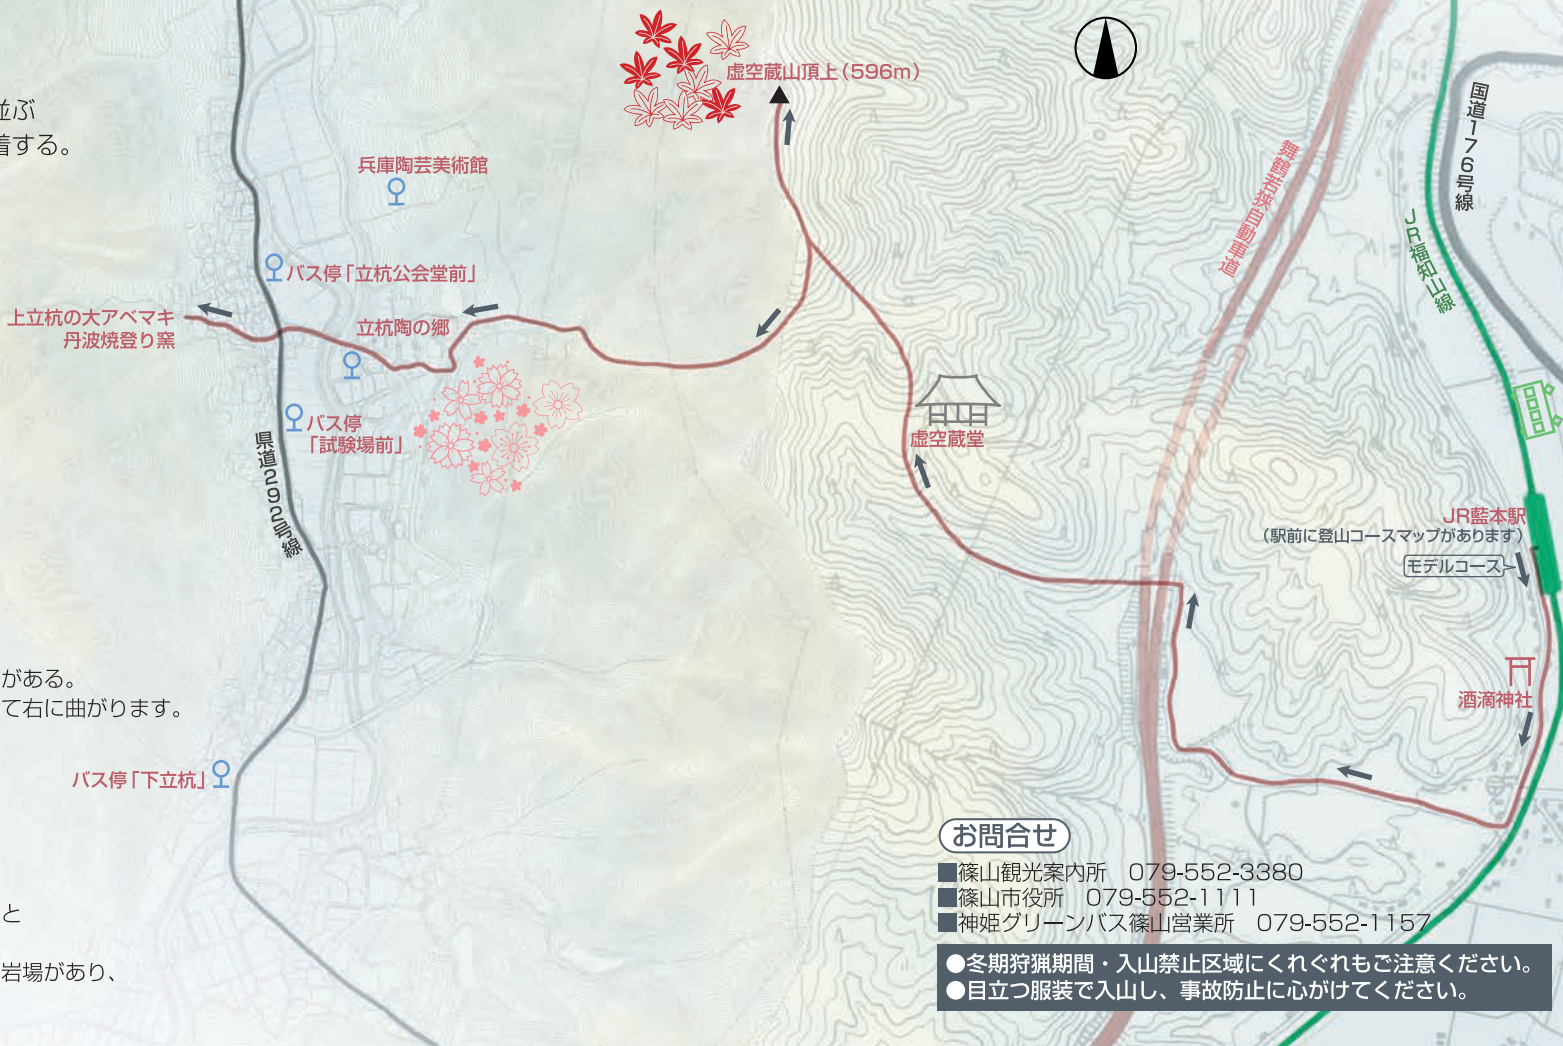 並ぶ
着する。
虚空蔵山頂上（596m）
兵庫陶芸美術館
国道176号線
舞鶴若狭自動車道
JR福知山線
バス停「立杭公会堂前」
上立杭の大アベマキ
丹波焼登り窯
立杭陶の郷
バス停
「試験場前」
県道292号線
虚空蔵堂
JR藍本駅
（駅前に登山コースマップがあります）
モデルコース
酒滴神社
がある。
て右に曲がります。
バス停「下立杭」
と
岩場があり、
お問合せ
■篠山観光案内所　079-552-3380
■篠山市役所　079-552-1111
■神姫グリーンバス篠山営業所　079-552-1157
●冬期狩猟期間・入山禁止区域にくれぐれもご注意ください。
●目立つ服装で入山し、事故防止に心がけてください。